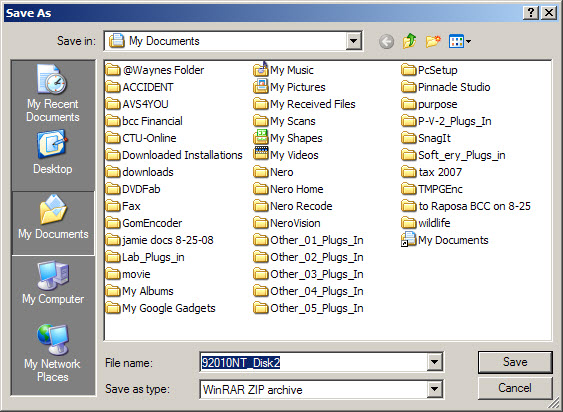 Save As
Save in:
My Documents
My Recent
Documents
Desktop
My Documents
My Computer
My Network
Places
@Waynes Folder
ACCIDENT
AVS4YOU
bcc Financial
CTU-Online
Downloaded Installations
downloads
DVDFab
Fax
GomEncoder
jamie docs 8-25-08
Lab_Plugs_in
movie
My Albums
My Google Gadgets
My Music
My Pictures
My Received Files
My Scans
My Shapes
My Videos
Nero
Nero Home
Nero Recode
NeroVision
Other_01_Plugs_In
Other_02_Plugs_In
Other_03_Plugs_In
Other_04_Plugs_In
Other_05_Plugs_In
PcSetup
Pinnacle Studio
purpose
P-V-2_Plugs_In
SnagIt
Soft_ery_Plugs_in
tax 2007
TMPGEnc
to Raposa BCC on 8-25
wildlife
My Documents
File name:
92010NT_Disk2
Save
Save as type:
WinRAR ZIP archive
Cancel